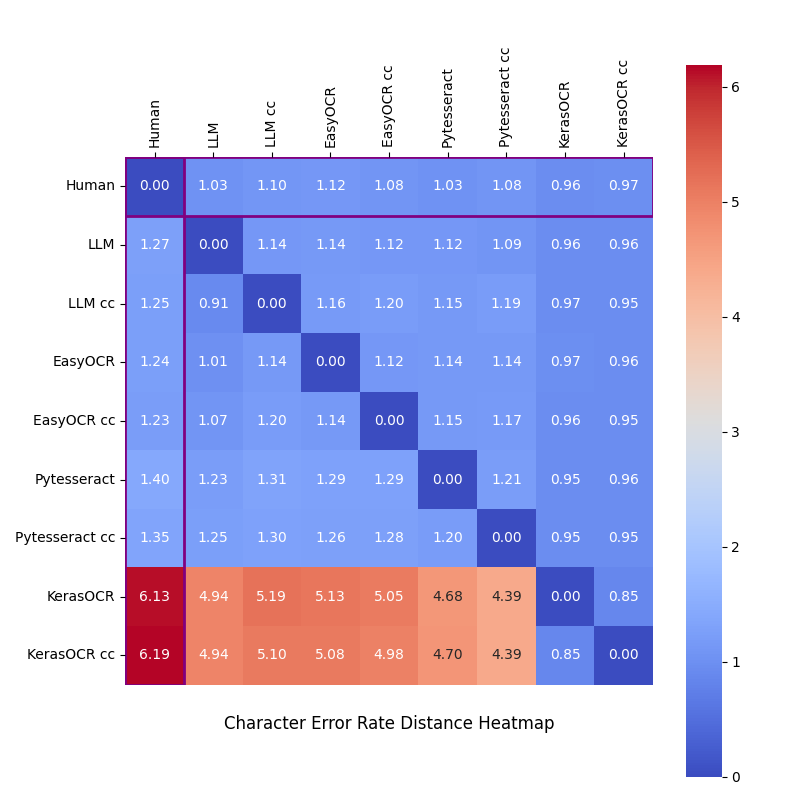 Human LLM LLM cc EasyOCR EasyOCR cc Pytesseract Pytesseract cc KerasOCR KerasOCR cc
Human 0.00 1.03 1.10 1.12 1.08 1.03 1.08 0.96 0.97
LLM 1.27 0.00 1.14 1.14 1.12 1.12 1.09 0.96 0.96
LLM cc 1.25 0.91 0.00 1.16 1.20 1.15 1.19 0.97 0.95
EasyOCR 1.24 1.01 1.14 0.00 1.12 1.14 1.14 0.97 0.96
EasyOCR cc 1.23 1.07 1.20 1.14 0.00 1.15 1.17 0.96 0.95
Pytesseract 1.40 1.23 1.31 1.29 1.29 0.00 1.21 0.95 0.96
Pytesseract cc 1.35 1.25 1.30 1.26 1.28 1.20 0.00 0.95 0.95
KerasOCR 6.13 4.94 5.19 5.13 5.05 4.68 4.39 0.00 0.85
KerasOCR cc 6.19 4.94 5.10 5.08 4.98 4.70 4.39 0.85 0.00
Character Error Rate Distance Heatmap
6
5
4
3
2
1
0